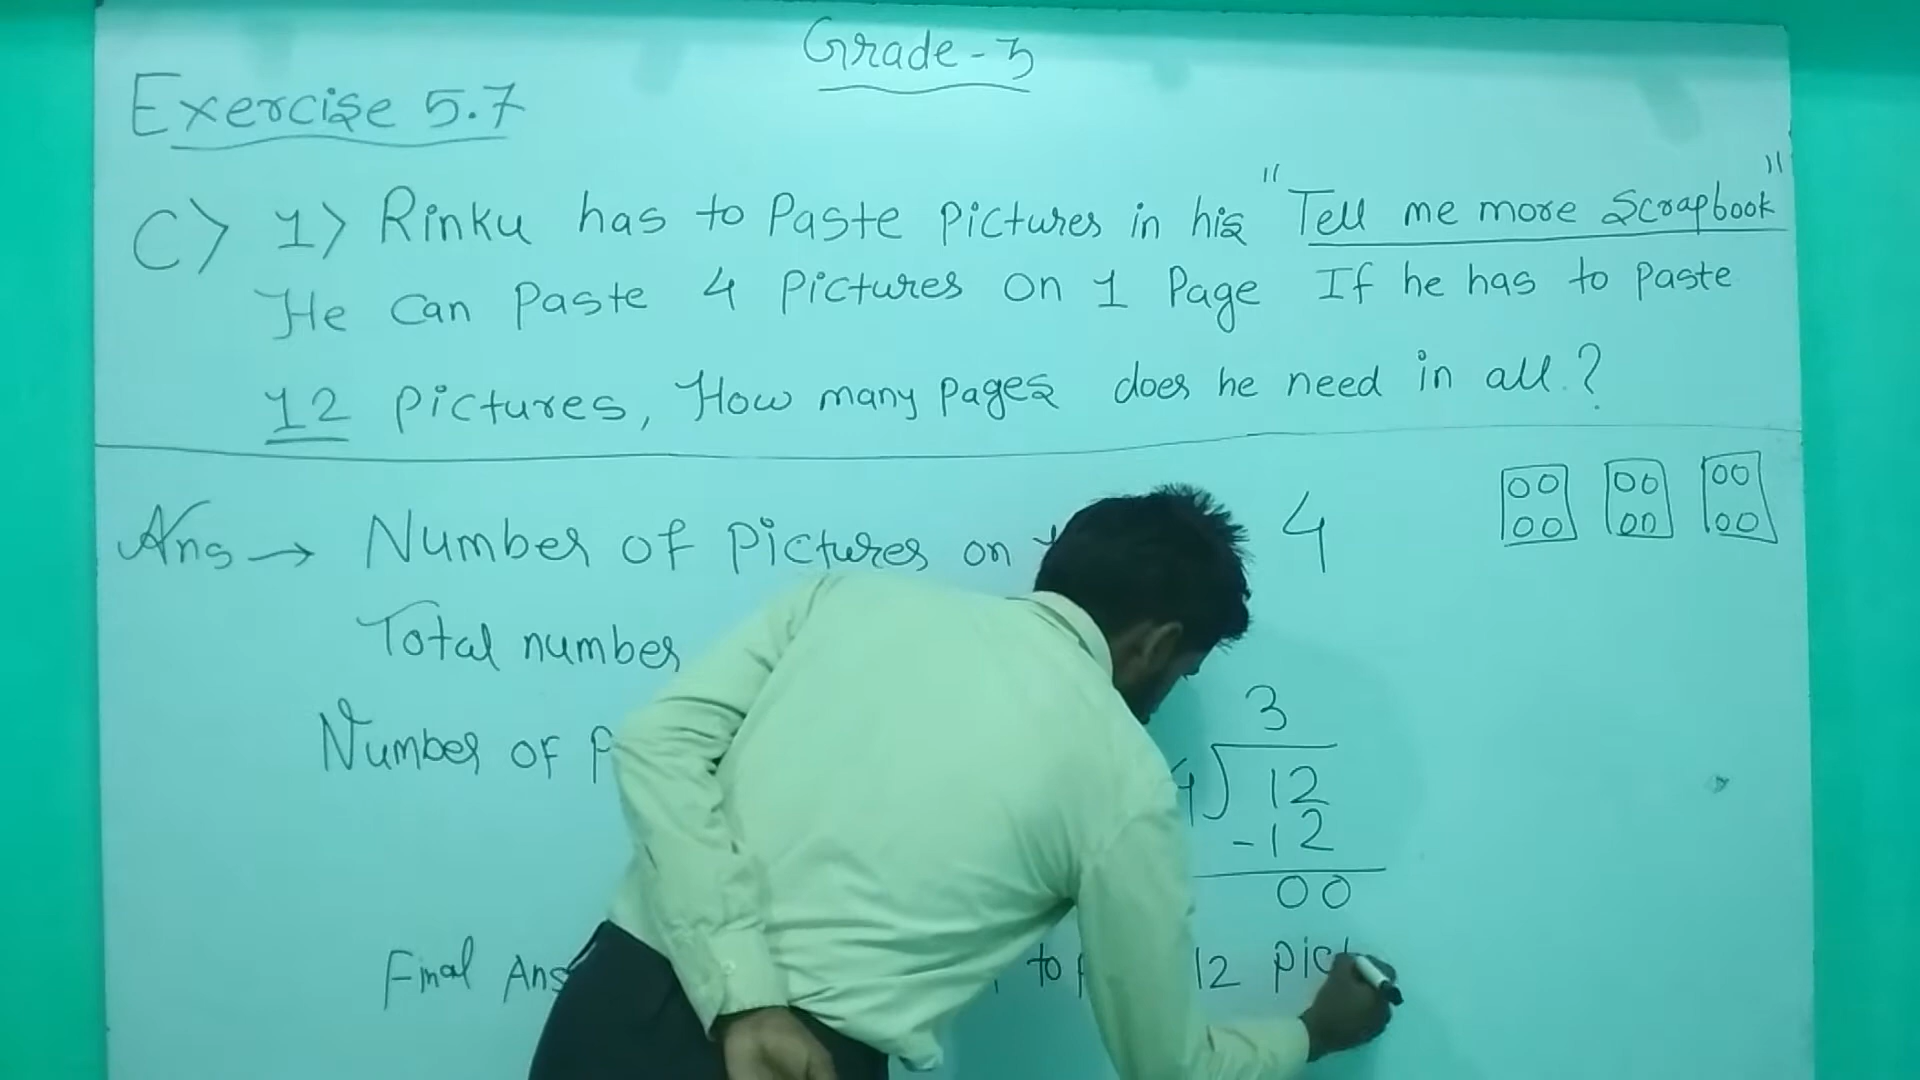 Grade-3
Exercise 5.7
C> 1> Rinku has to Paste Pictures in his "Tell me more Scrapbook"
He can Paste 4 Pictures on 1 Page If he has to Paste
12 Pictures, How many Pages does he need in all.?
Ans → Number of Pictures on 4
Total number
Number of
3
4 12
-12
00
Final Ans to 12